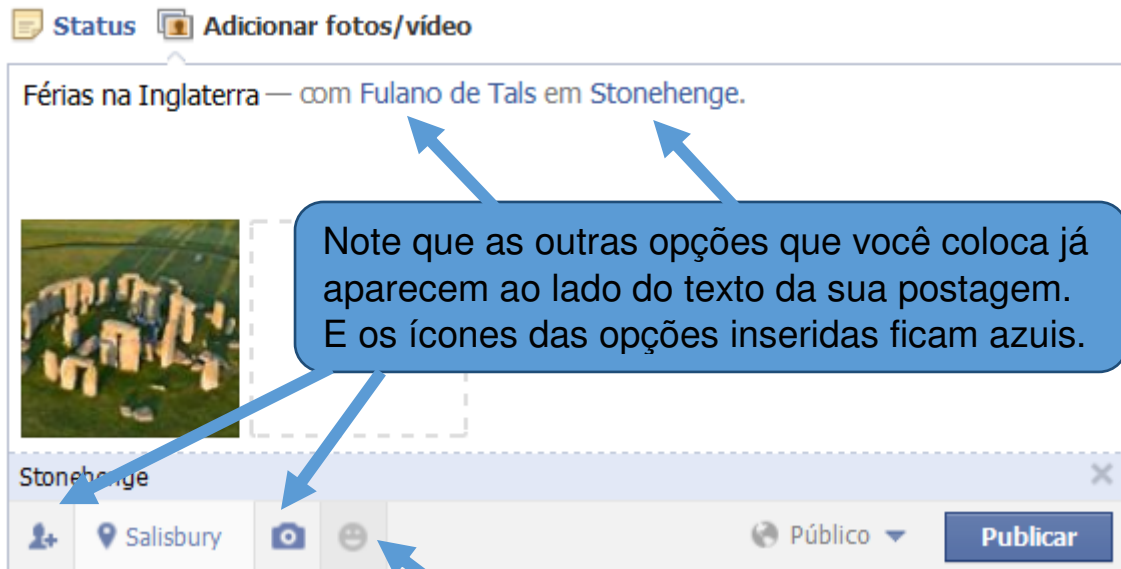 Status Adicionar fotos/vídeo
Férias na Inglaterra — com Fulano de Tals em Stonehenge.
Note que as outras opções que você coloca já
aparecem ao lado do texto da sua postagem.
E os ícones das opções inseridas ficam azuis.
Stonehenge
Salisbury Público Publicar